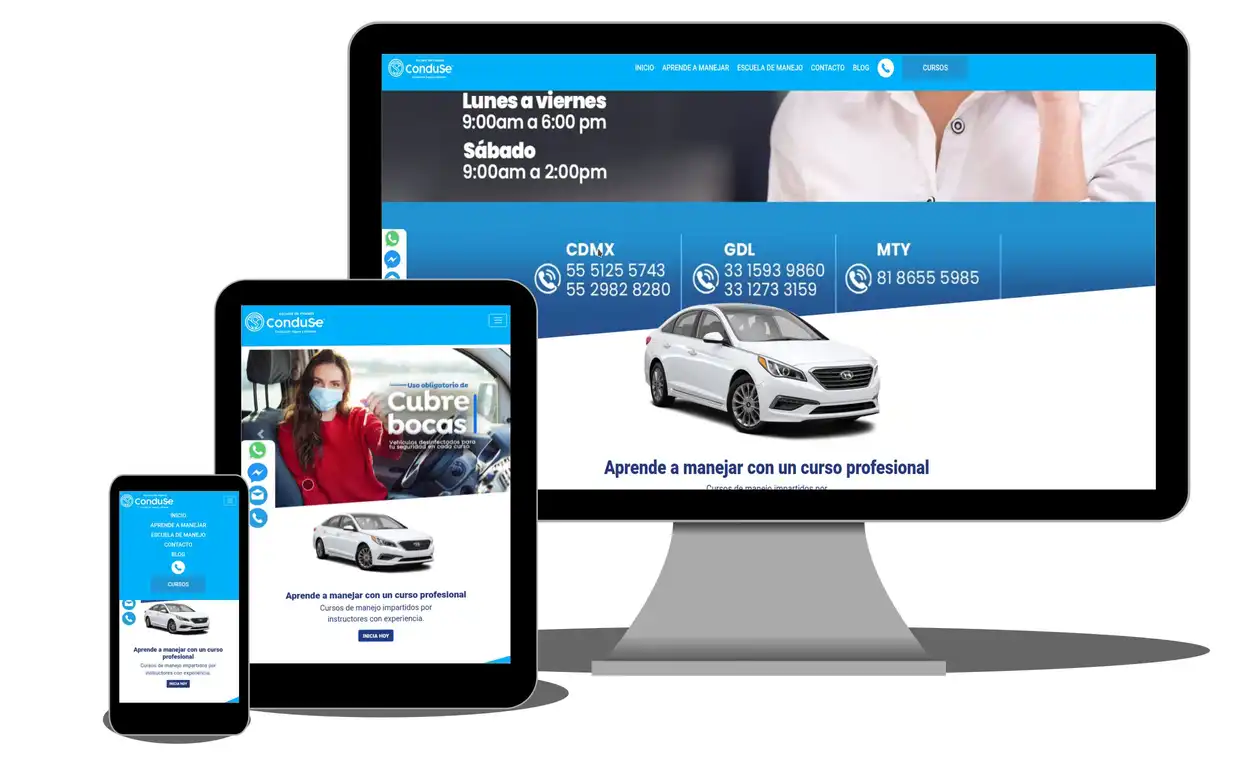 ConduSe
INICIO APRENDE A MANEJAR ESCUELA DE MANEJO CONTACTO BLOG CURSOS
Lunes a viernes
9:00am a 6:00 pm
Sábado
9:00am a 2:00pm
CDMX
55 5125 5743
55 2982 8280
GDL
33 1593 9860
33 1273 3159
MTY
81 8655 5985
Aprende a manejar con un curso profesional
Cursos de manejo impartidos por
ConduSe
Uso obligatorio de
Cubre
bocas
Vehículos desinfectados para
tu seguridad en cada curso
Aprende a manejar con un curso profesional
Cursos de manejo impartidos por
instructores con experiencia.
INICIA HOY
ConduSe
INICIO
APRENDE A MANEJAR
ESCUELA DE MANEJO
CONTACTO
BLOG
CURSOS
Aprende a manejar con un curso
profesional
Cursos de manejo impartidos por
instructores con experiencia.
INICIA HOY